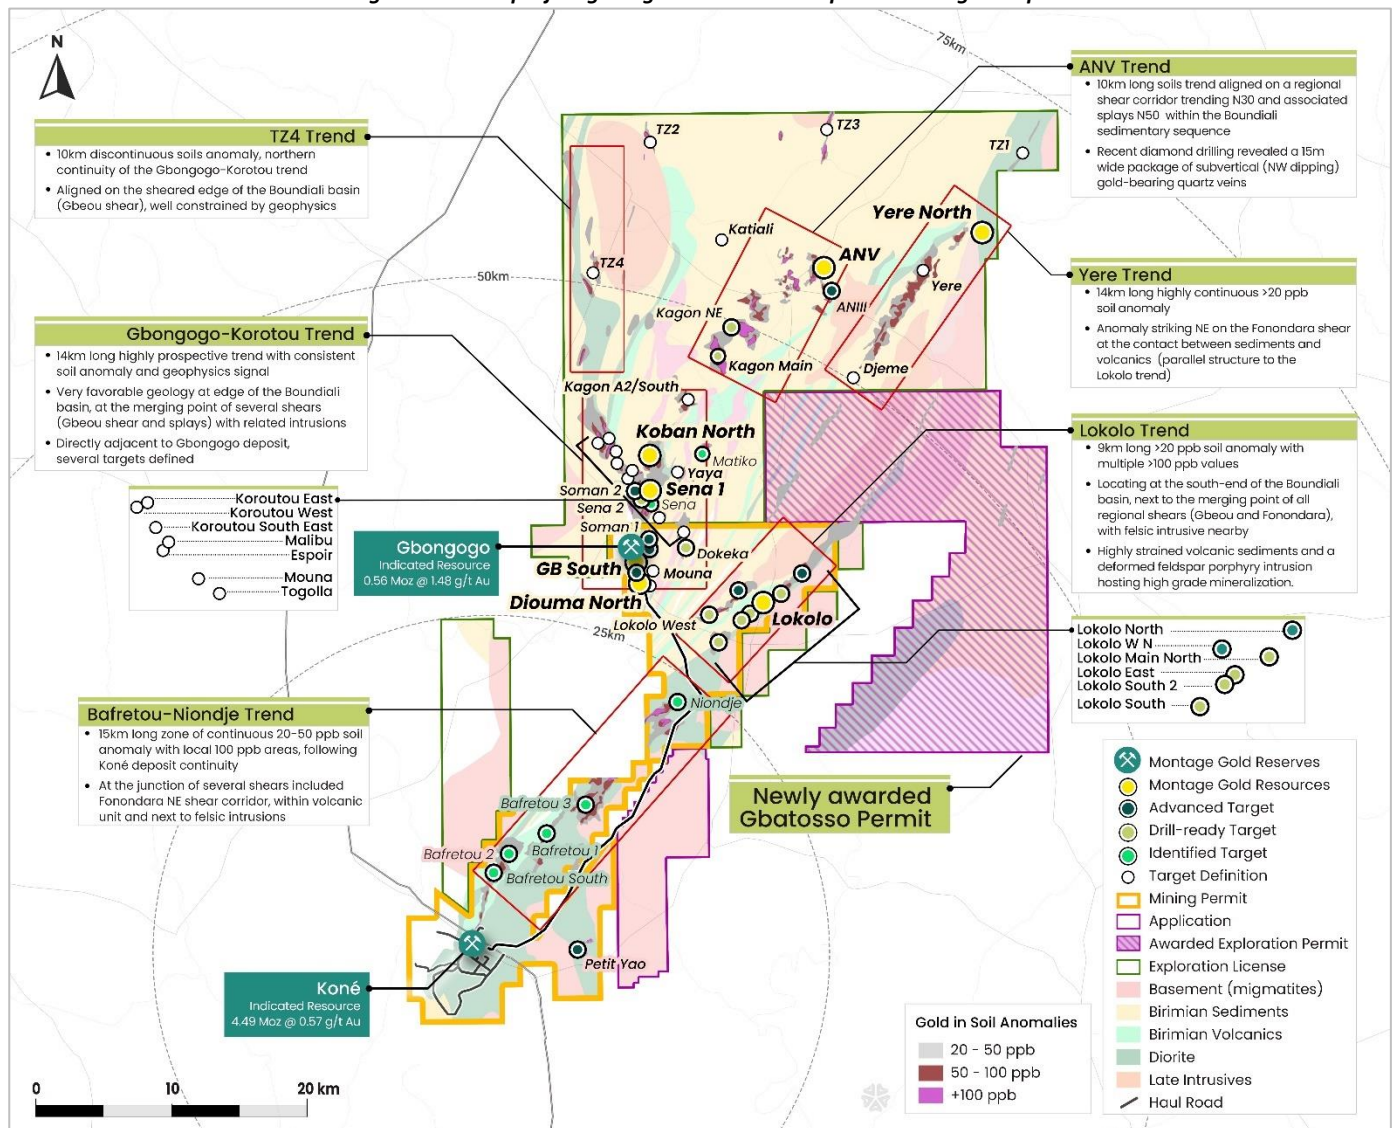 N
75km
50km
25km
TZ4 Trend
• 10km discontinuous soils anomaly, northern
continuity of the Gbongogo-Korotou trend
• Aligned on the sheared edge of the Boundiali basin
(Gbeou shear), well constrained by geophysics
Gbongogo-Korotou Trend
• 14km long highly prospective trend with consistent
soil anomaly and geophysics signal
• Very favorable geology at edge of the Boundiali
basin, at the merging point of several shears
(Gbeou shear and splays) with related intrusions
• Directly adjacent to Gbongogo deposit,
several targets defined
Koroutou East
Koroutou West
Koroutou South East
Malibu
Espoir
Mouna
Togolla
Gbongogo
Indicated Resource
0.56 Moz @ 1.48 g/t Au
Bafretou-Niondje Trend
• 15km long zone of continuous 20-50 ppb soil
anomaly with local 100 ppb areas, following
Koné deposit continuity
• At the junction of several shears included
Fonondara NE shear corridor, within volcanic
unit and next to felsic intrusions
Koné
Indicated Resource
4.49 Moz @ 0.57 g/t Au
0 10 20 km
TZ2
TZ3
TZ1
Yere North
Katiali
ANV
TZ4
Yere
ANIII
Kagon NE
Kagon Main
Djeme
Kagon A2/South
Koban North
Matiko
Yaya
Soman 2
Sena 1
Sena 2
Sena
Soman 1
Dokeka
GB South
Mouna
Diouma North
Lokolo West
Lokolo
Niondje
Bafretou 3
Bafretou 1
Bafretou 2
Bafretou South
Petit Yao
ANV Trend
• 10km long soils trend aligned on a regional
shear corridor trending N30 and associated
splays N50 within the Boundiali
sedimentary sequence
• Recent diamond drilling revealed a 15m
wide package of subvertical (NW dipping)
gold-bearing quartz veins
Yere Trend
• 14km long highly continuous >20 ppb
soil anomaly
• Anomaly striking NE on the Fonondara shear
at the contact between sediments and
volcanics (parallel structure to the
Lokolo trend)
Lokolo Trend
• 9km long >20 ppb soil anomaly with
multiple >100 ppb values
• Locating at the south-end of the Boundiali
basin, next to the merging point of all
regional shears (Gbeou and Fonondara),
with felsic intrusive nearby
• Highly strained volcanic sediments and a
deformed feldspar porphyry intrusion
hosting high grade mineralization.
Lokolo North
Lokolo W N
Lokolo Main North
Lokolo East
Lokolo South 2
Lokolo South
Newly awarded
Gbatosso Permit
Montage Gold Reserves
Montage Gold Resources
Advanced Target
Drill-ready Target
Identified Target
Target Definition
Mining Permit
Application
Awarded Exploration Permit
Exploration License
Basement (migmatites)
Birimian Sediments
Birimian Volcanics
Diorite
Late Intrusives
Haul Road
Gold in Soil Anomalies
20 - 50 ppb
50 - 100 ppb
+100 ppb